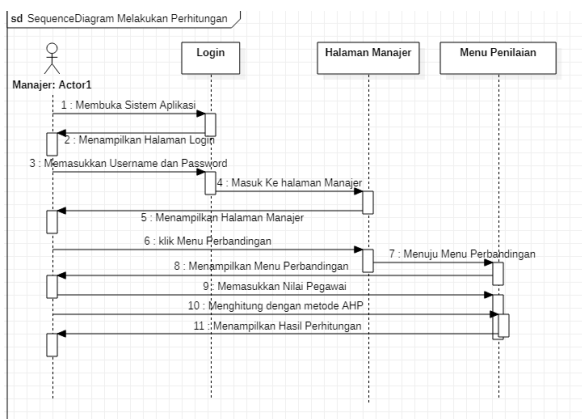 sd SequenceDiagram Melakukan Perhitungan
Login
Halaman Manajer
Menu Penilaian
Manajer: Actor1
1 : Membuka Sistem Aplikasi
2 : Menampilkan Halaman Login
3 : Memasukkan Username dan Password
4 : Masuk Ke halaman Manajer
5 : Menampilkan Halaman Manajer
6 : klik Menu Perbandingan
7 : Menuju Menu Perbandingan
8 : Menampilkan Menu Perbandingan
9 : Memasukkan Nilai Pegawai
10 : Menghitung dengan metode AHP
11 : Menampilkan Hasil Perhitungan